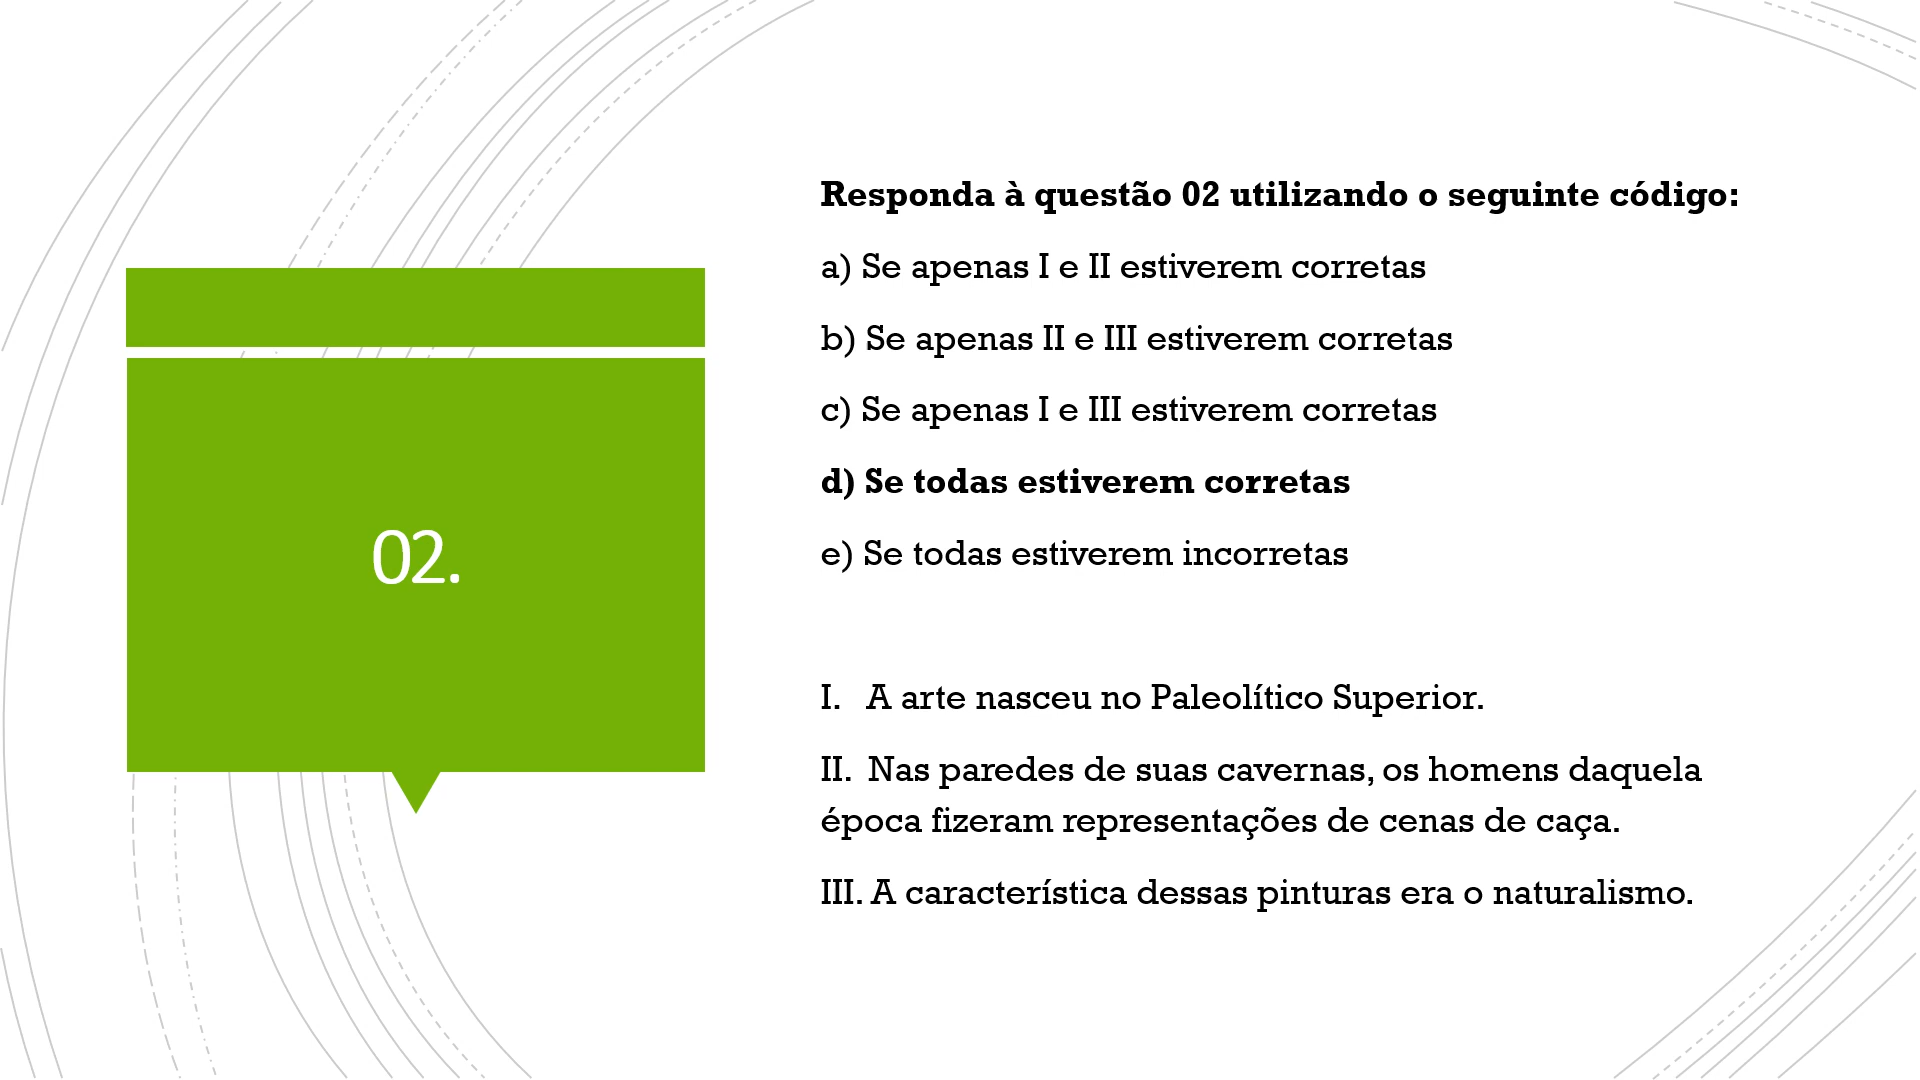 02.
Responda à questão 02 utilizando o seguinte código:
a) Se apenas I e II estiverem corretas
b) Se apenas II e III estiverem corretas
c) Se apenas I e III estiverem corretas
d) Se todas estiverem corretas
e) Se todas estiverem incorretas
I. A arte nasceu no Paleolítico Superior.
II. Nas paredes de suas cavernas, os homens daquela
época fizeram representações de cenas de caça.
III. A característica dessas pinturas era o naturalismo.